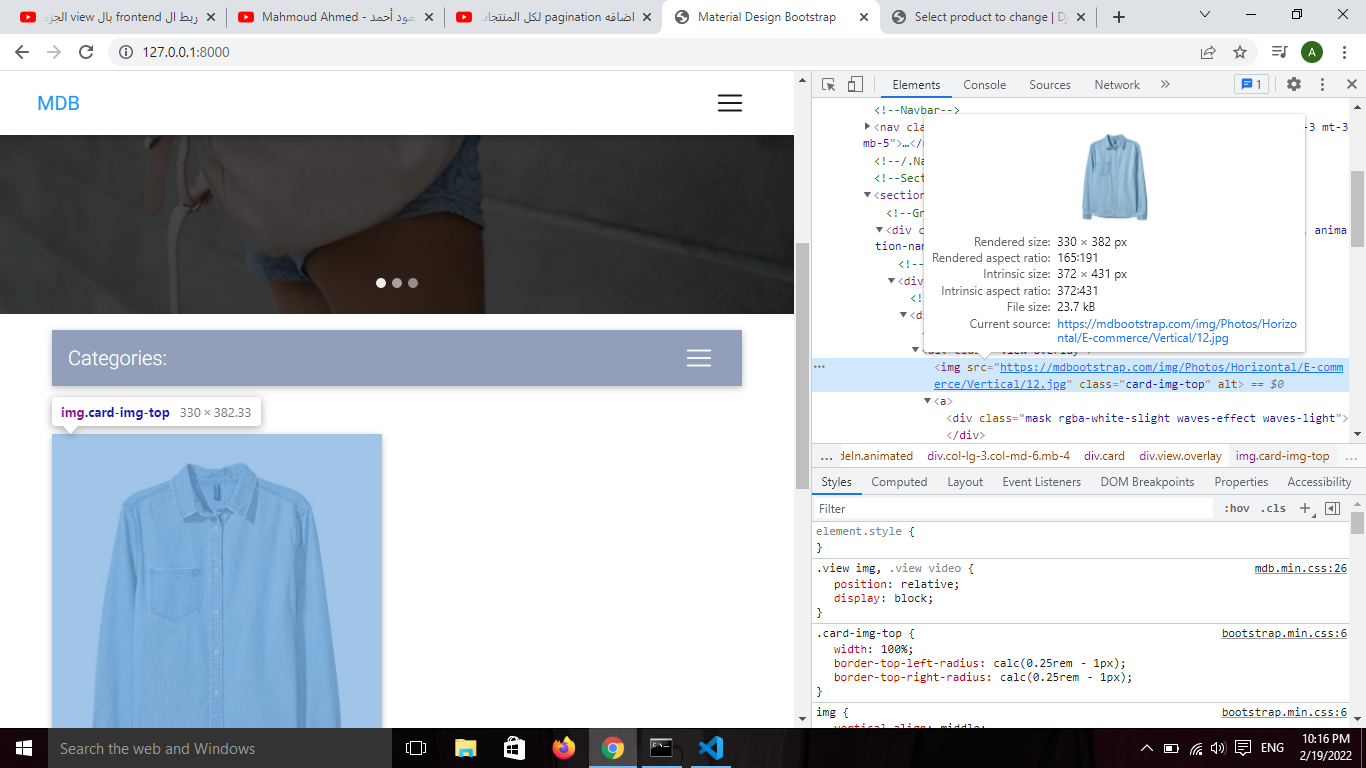 ربط ال frontend بال view الجز
Mahmoud Ahmed - مود أحمد
اضافه pagination لكل المنتجات
Material Design Bootstrap
Select product to change | D
127.0.0.1:8000
A
MDB
Categories:
img.card-img-top 330 × 382.33
Elements
Console
Sources
Network
1
<!--Navbar-->
<nav cla
-3 mt-3
mb-5">…</
<!--/.Na
<!--Sect
<section
<!--Gr
<div c
, anima
tion-nam
<!--
<div
<!
<d
Rendered size: 330 × 382 px
Rendered aspect ratio: 165∶191
Intrinsic size: 372 × 431 px
Intrinsic aspect ratio: 372∶431
File size: 23.7 kB
Current source: https://mdbootstrap.com/img/Photos/Horizo
ntal/E-commerce/Vertical/12.jpg
<div class="view overlay">
<img src="https://mdbootstrap.com/img/Photos/Horizontal/E-comm
erce/Vertical/12.jpg" class="card-img-top" alt> == $0
<a>
<div class="mask rgba-white-slight waves-effect waves-light">
</div>
... deIn.animated div.col-lg-3.col-md-6.mb-4 div.card div.view.overlay img.card-img-top ...
Styles Computed Layout Event Listeners DOM Breakpoints Properties Accessibility
Filter
:hov .cls
element.style {
}
.view img, .view video { mdb.min.css:26
position: relative;
display: block;
}
.card-img-top { bootstrap.min.css:6
width: 100%;
border-top-left-radius: calc(0.25rem - 1px);
border-top-right-radius: calc(0.25rem - 1px);
}
img { bootstrap.min.css:6
vertical-align: middle;
Search the web and Windows
ENG
10:16 PM
2/19/2022